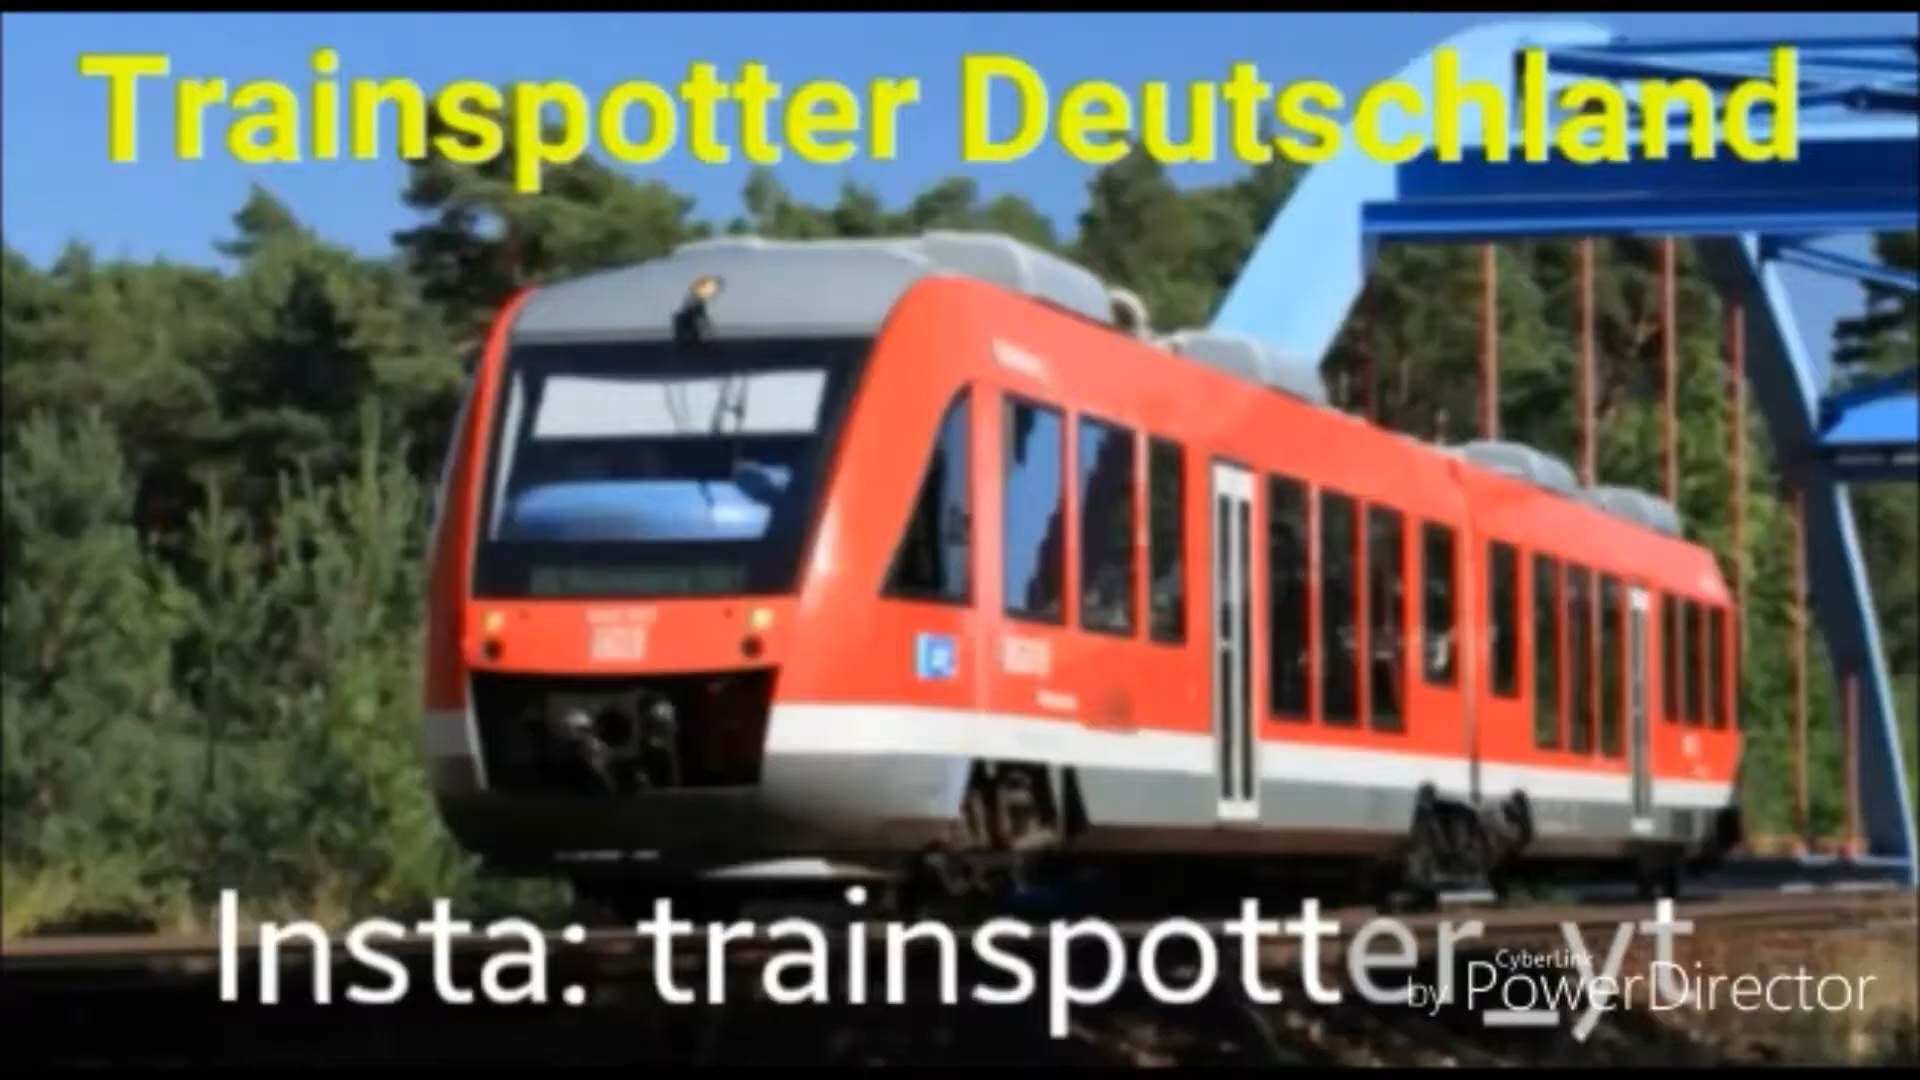 Trainspotter Deutschland
Insta: trainspotter_yt
CyberLink
by PowerDirector